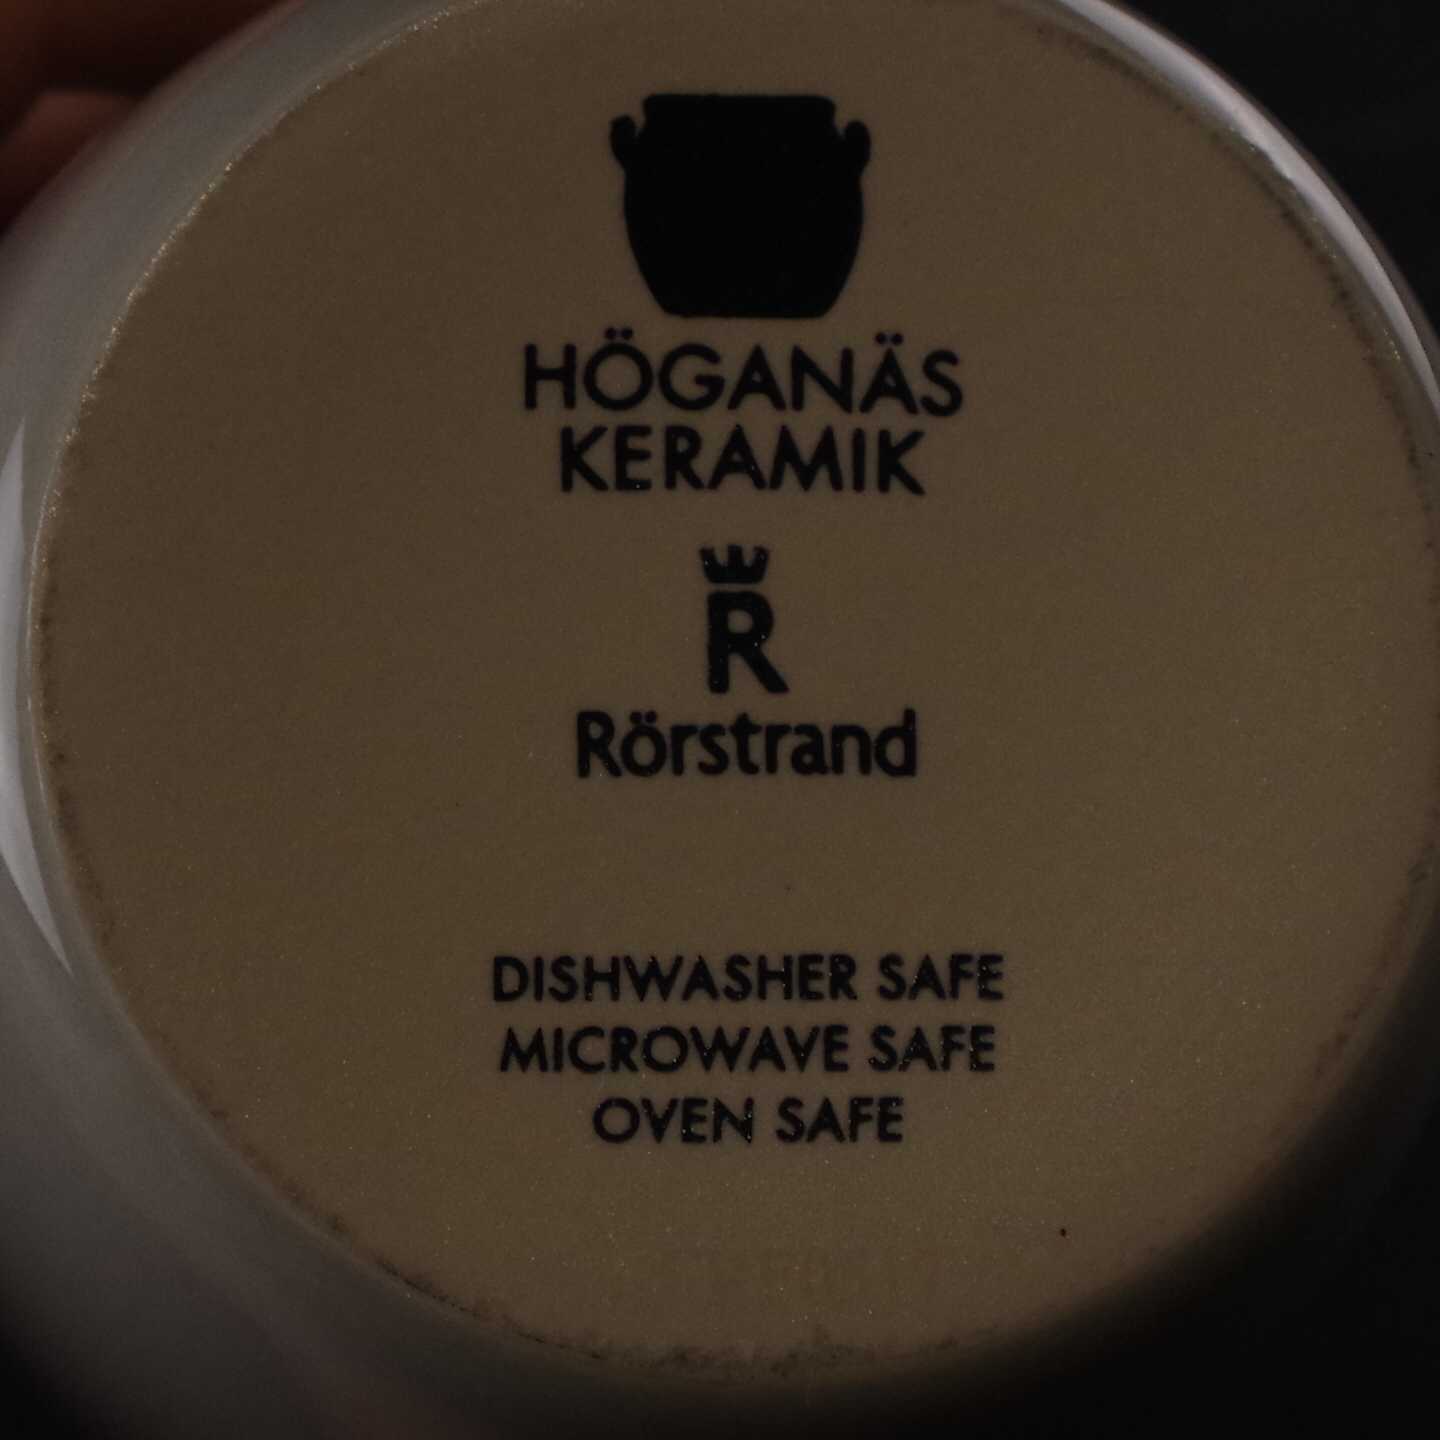 HÖGANÄS
KERAMIK
R
Rörstrand
DISHWASHER SAFE
MICROWAVE SAFE
OVEN SAFE